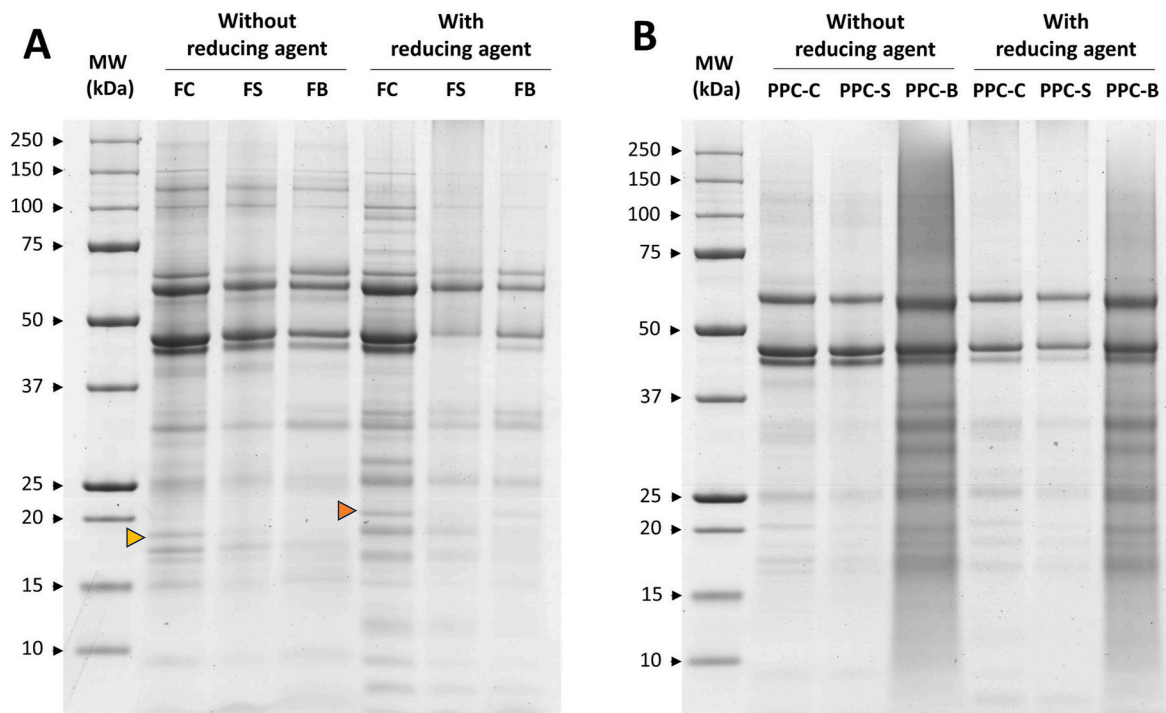 A
Without
reducing agent
With
reducing agent
MW
(kDa)
FC FS FB FC FS FB
250
150
100
75
50
37
25
20
15
10
B
Without
reducing agent
With
reducing agent
MW
(kDa)
PPC-C PPC-S PPC-B PPC-C PPC-S PPC-B
250
150
100
75
50
37
25
20
15
10